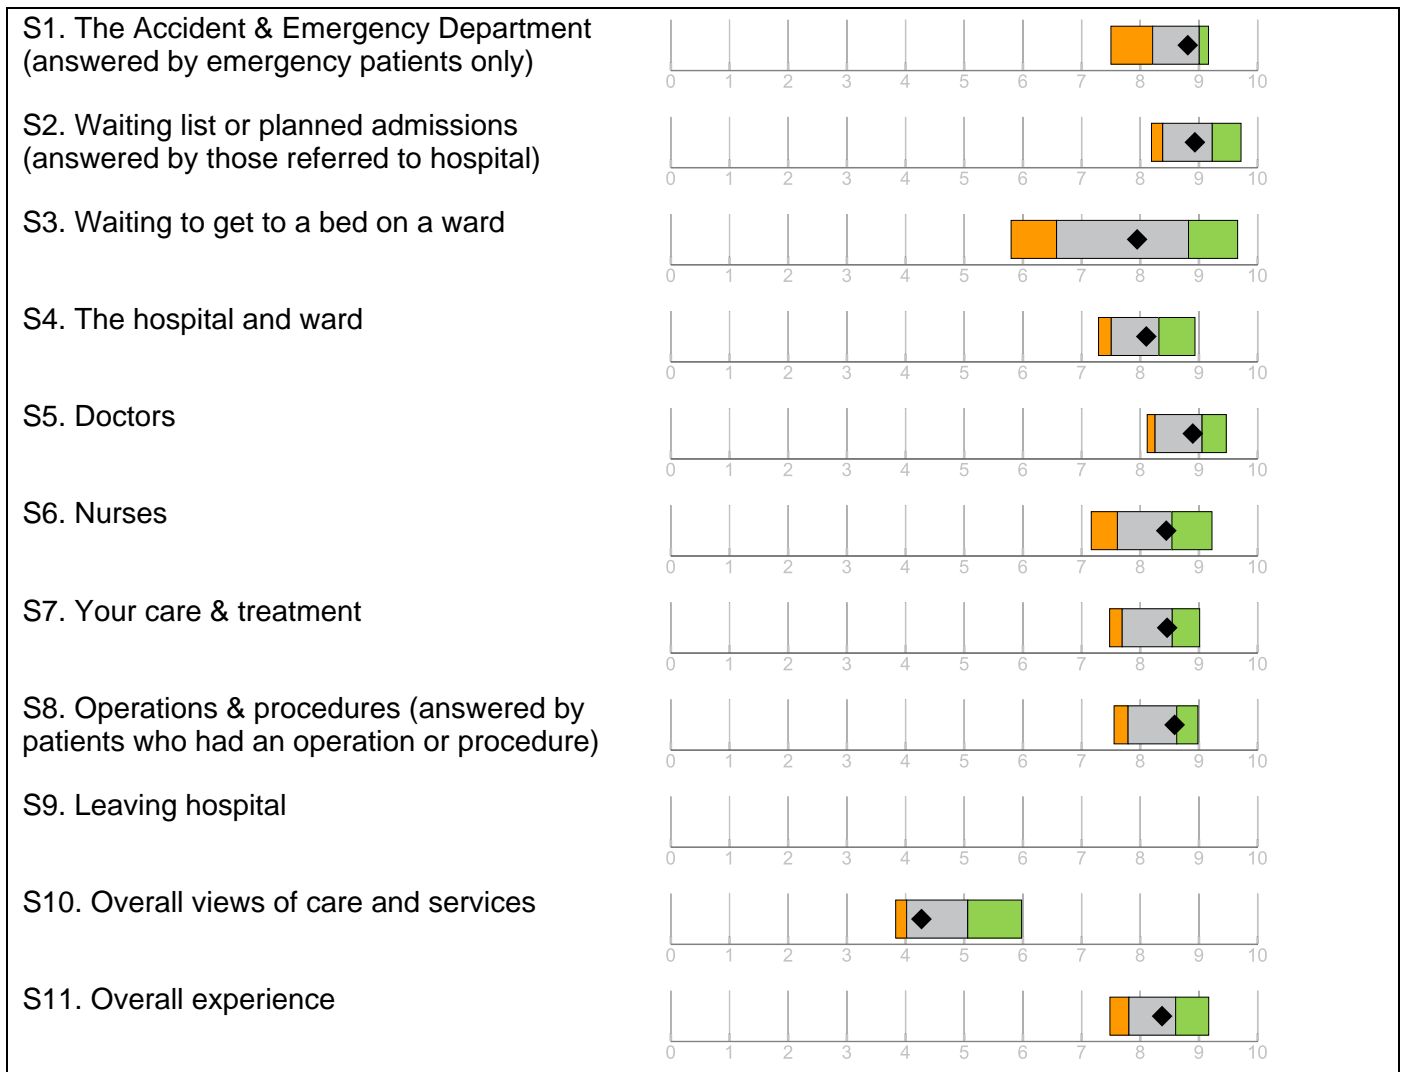 S1. The Accident & Emergency Department
(answered by emergency patients only)
0 1 2 3 4 5 6 7 8 9 10
S2. Waiting list or planned admissions
(answered by those referred to hospital)
0 1 2 3 4 5 6 7 8 9 10
S3. Waiting to get to a bed on a ward
0 1 2 3 4 5 6 7 8 9 10
S4. The hospital and ward
0 1 2 3 4 5 6 7 8 9 10
S5. Doctors
0 1 2 3 4 5 6 7 8 9 10
S6. Nurses
0 1 2 3 4 5 6 7 8 9 10
S7. Your care & treatment
0 1 2 3 4 5 6 7 8 9 10
S8. Operations & procedures (answered by
patients who had an operation or procedure)
0 1 2 3 4 5 6 7 8 9 10
S9. Leaving hospital
0 1 2 3 4 5 6 7 8 9 10
S10. Overall views of care and services
0 1 2 3 4 5 6 7 8 9 10
S11. Overall experience
0 1 2 3 4 5 6 7 8 9 10